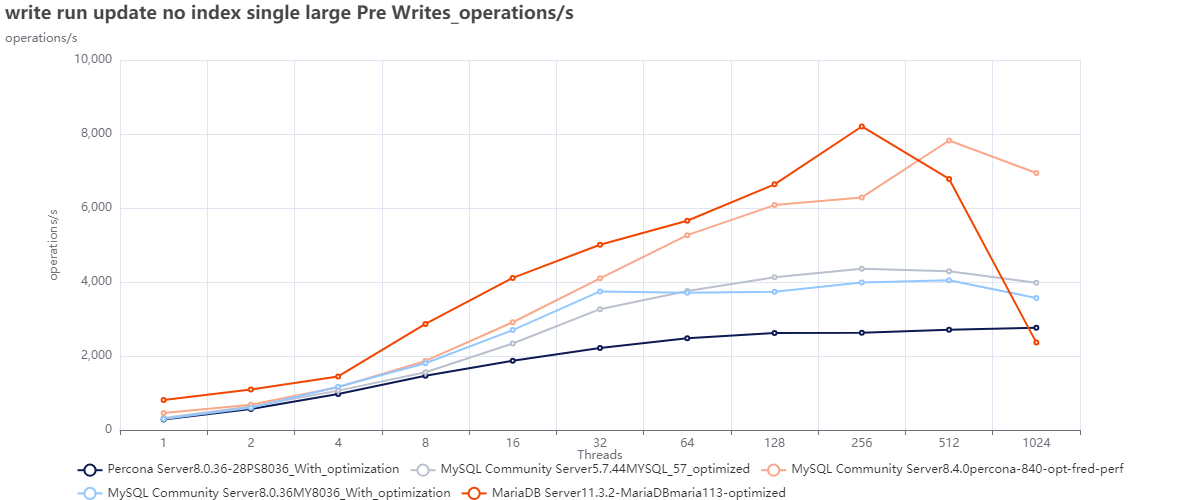 write run update no index single large Pre Writes_operations/s
operations/s
10,000
8,000
6,000
4,000
2,000
0
operations/s
1 2 4 8 16 32 64 128 256 512 1024
Threads
Percona Server8.0.36-28PS8036_With_optimization MySQL Community Server5.7.44MYSQL_57_optimized MySQL Community Server8.4.0percona-840-opt-fred-perf
MySQL Community Server8.0.36MY8036_With_optimization MariaDB Server11.3.2-MariaDBmaria113-optimized